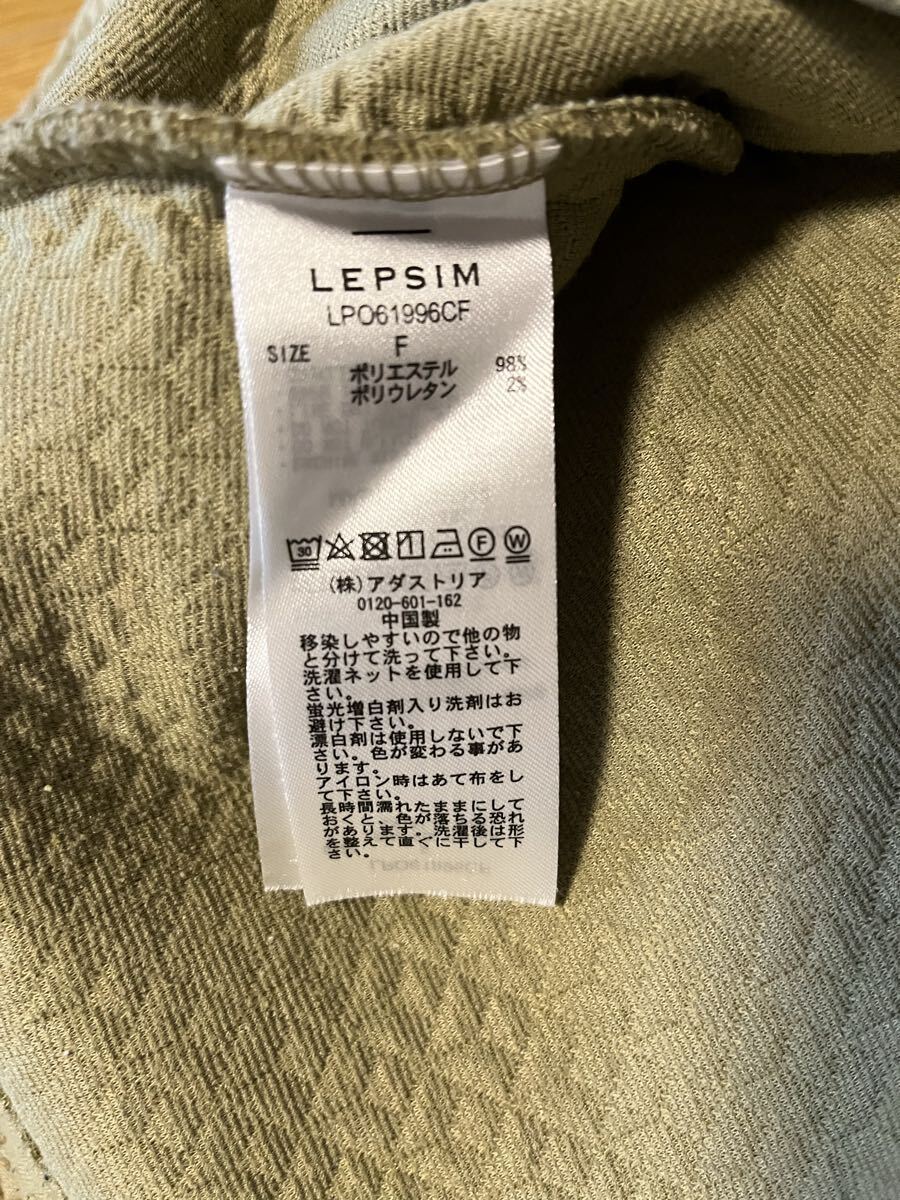 LEPSIM
LPO61996CF
SIZE F
ポリエステル 98%
ポリウレタン 2%
30 F W
(株)アダストリア
0120-601-162
中国製
移染しやすいので他の物
と分けて洗って下さい。
洗濯ネットを使用して下
さい。
蛍光増白剤入り洗剤はお
避け下さい。
漂白剤は使用しないで下
さい。色が変わる事があ
ります。
アイロン時はあて布をし
て下さい。
長時間濡れたままにして
おくと、色が落ちる恐れ
があります。洗濯後は形
を整えて直ぐに干して下
さい。